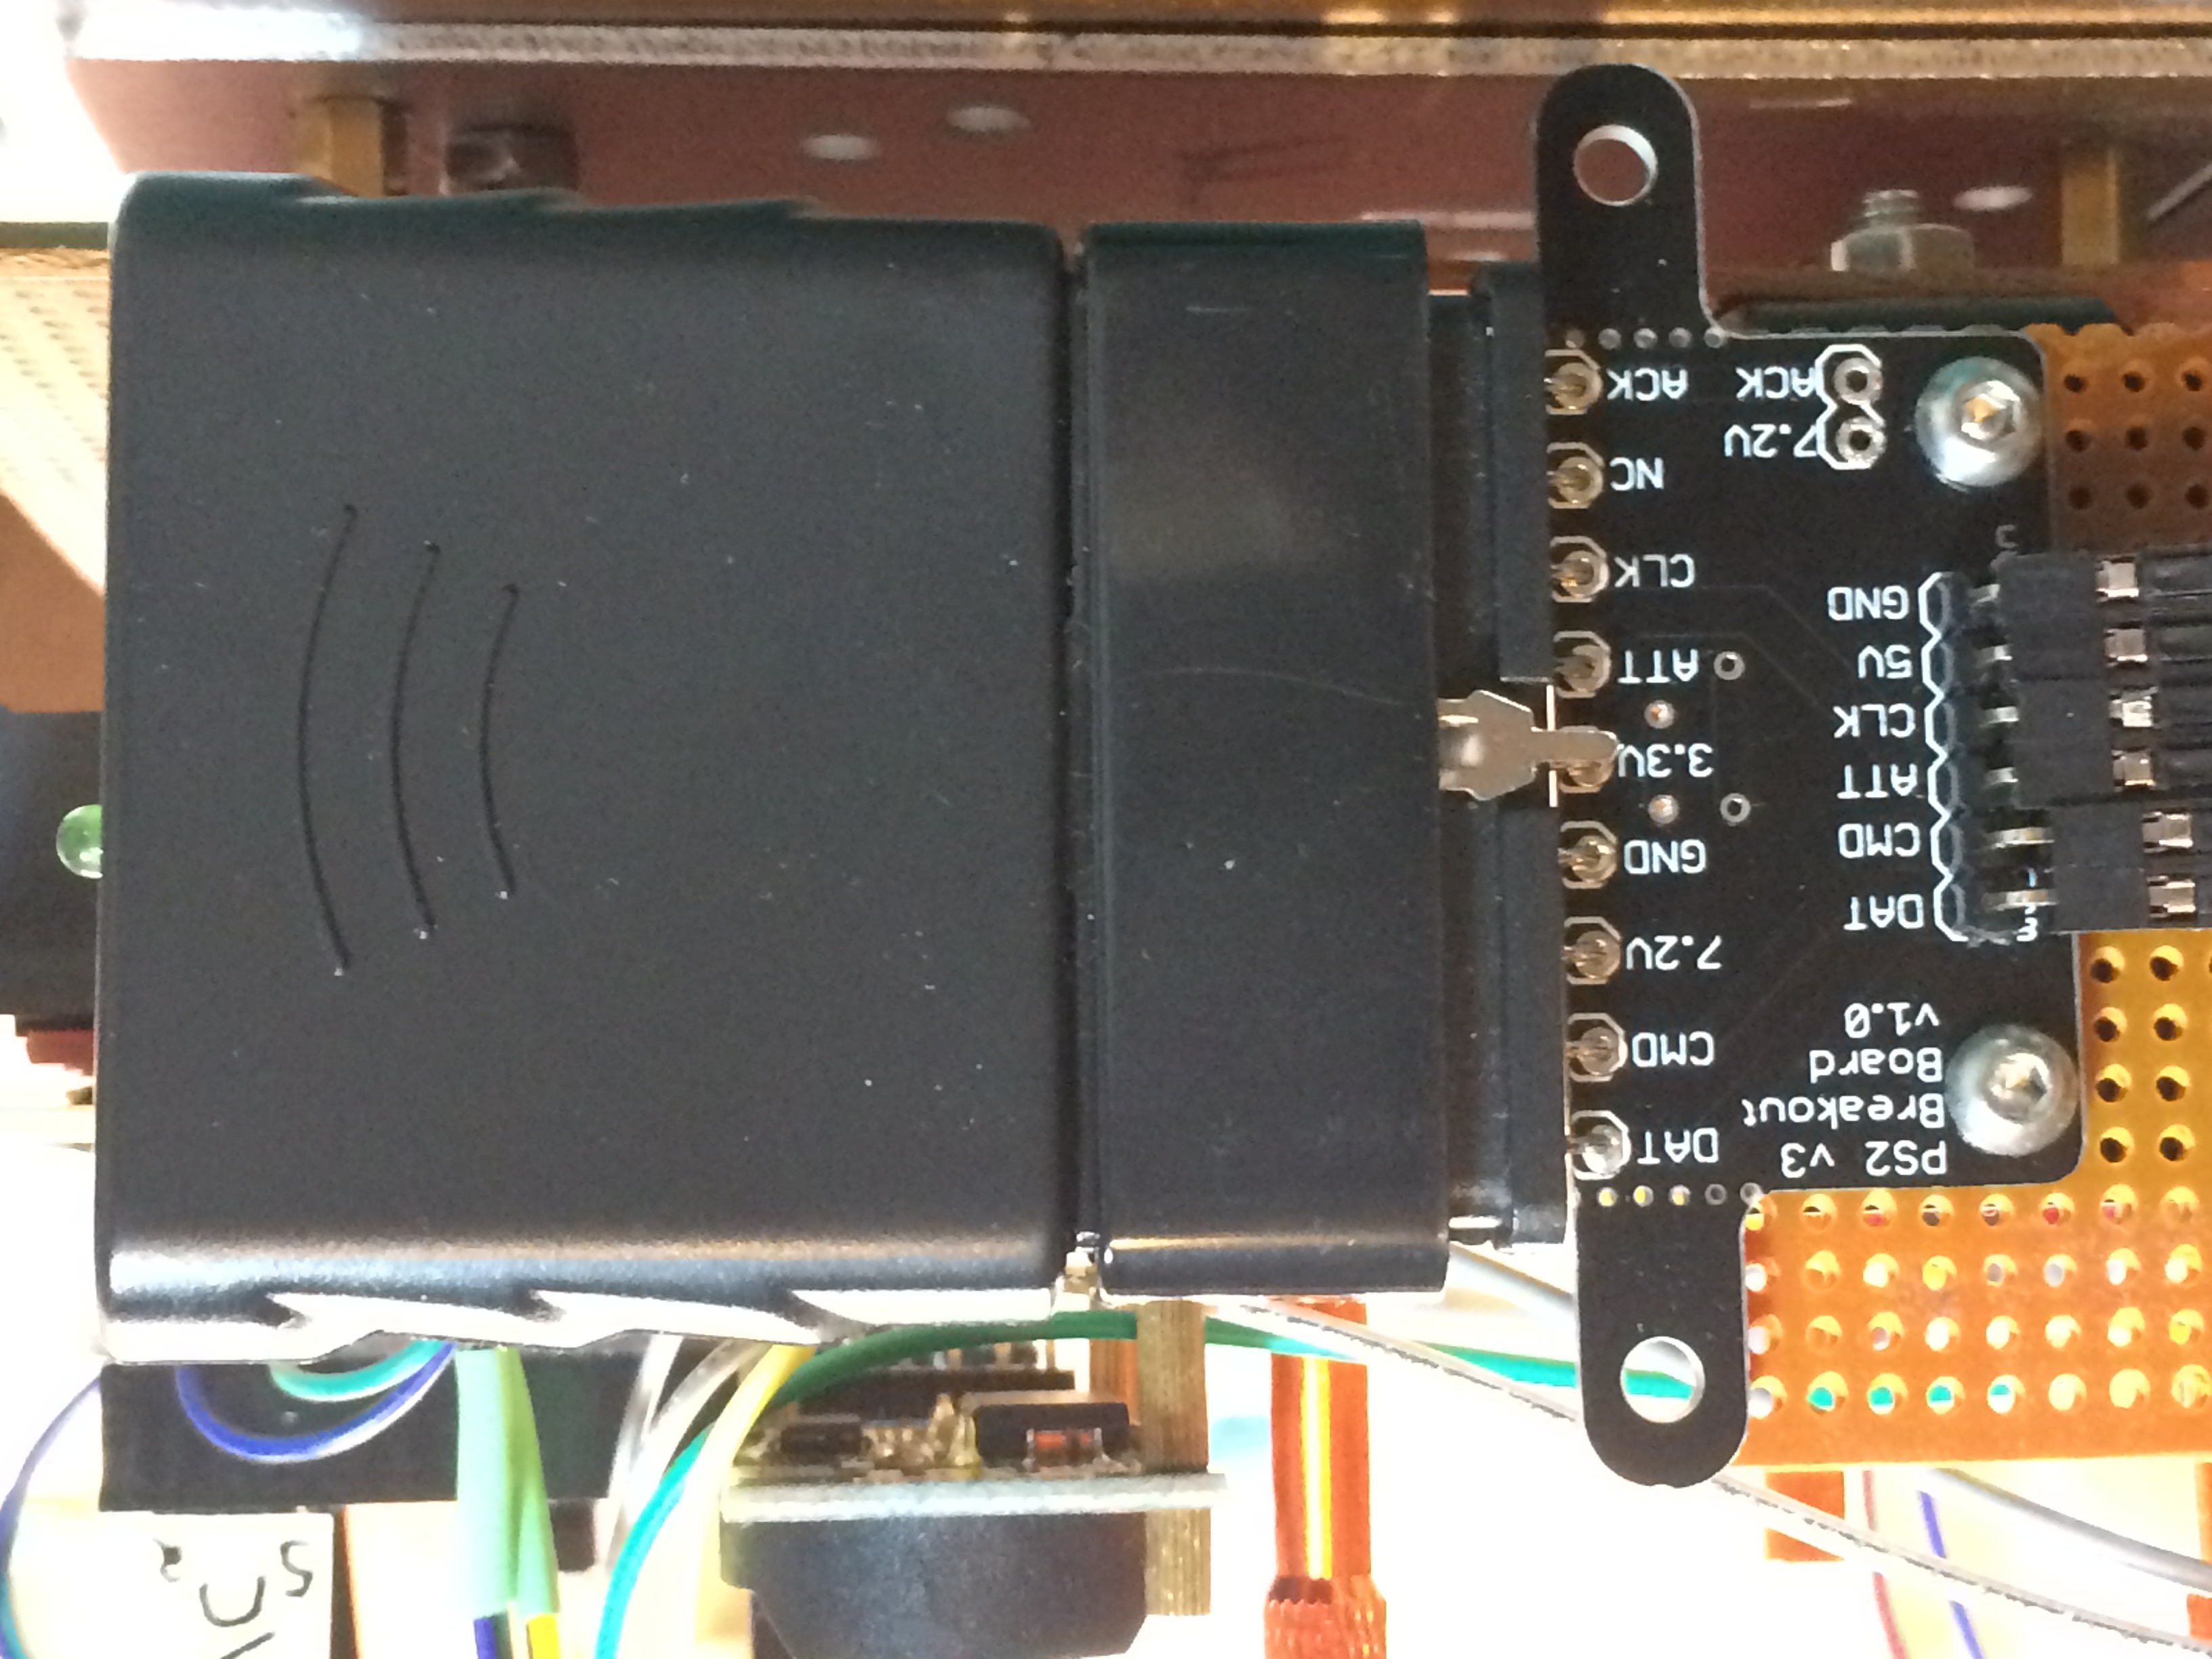 PS2 v3
Breakout
Board
v1.0
DAT
CMD
7.2V
GND
3.3V
ATT
CLK
NC
ACK
DAT
CMD
ATT
CLK
5V
GND
7.2V
ACK